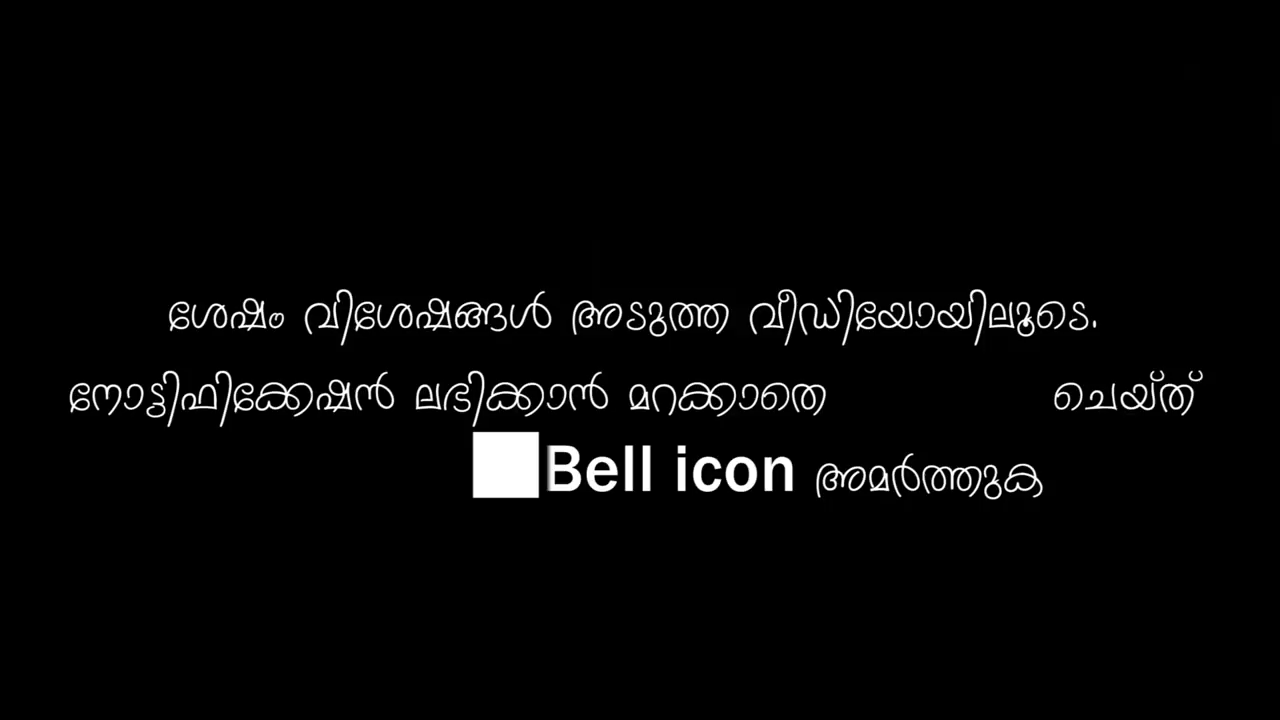 ശേഷം വിശേഷങ്ങൾ അടുത്ത വീഡിയോയിലൂടെ.
നോട്ടിഫിക്കേഷൻ ലഭിക്കാൻ മറക്കാതെ ചെയ്ത്
Bell icon അമർത്തുക